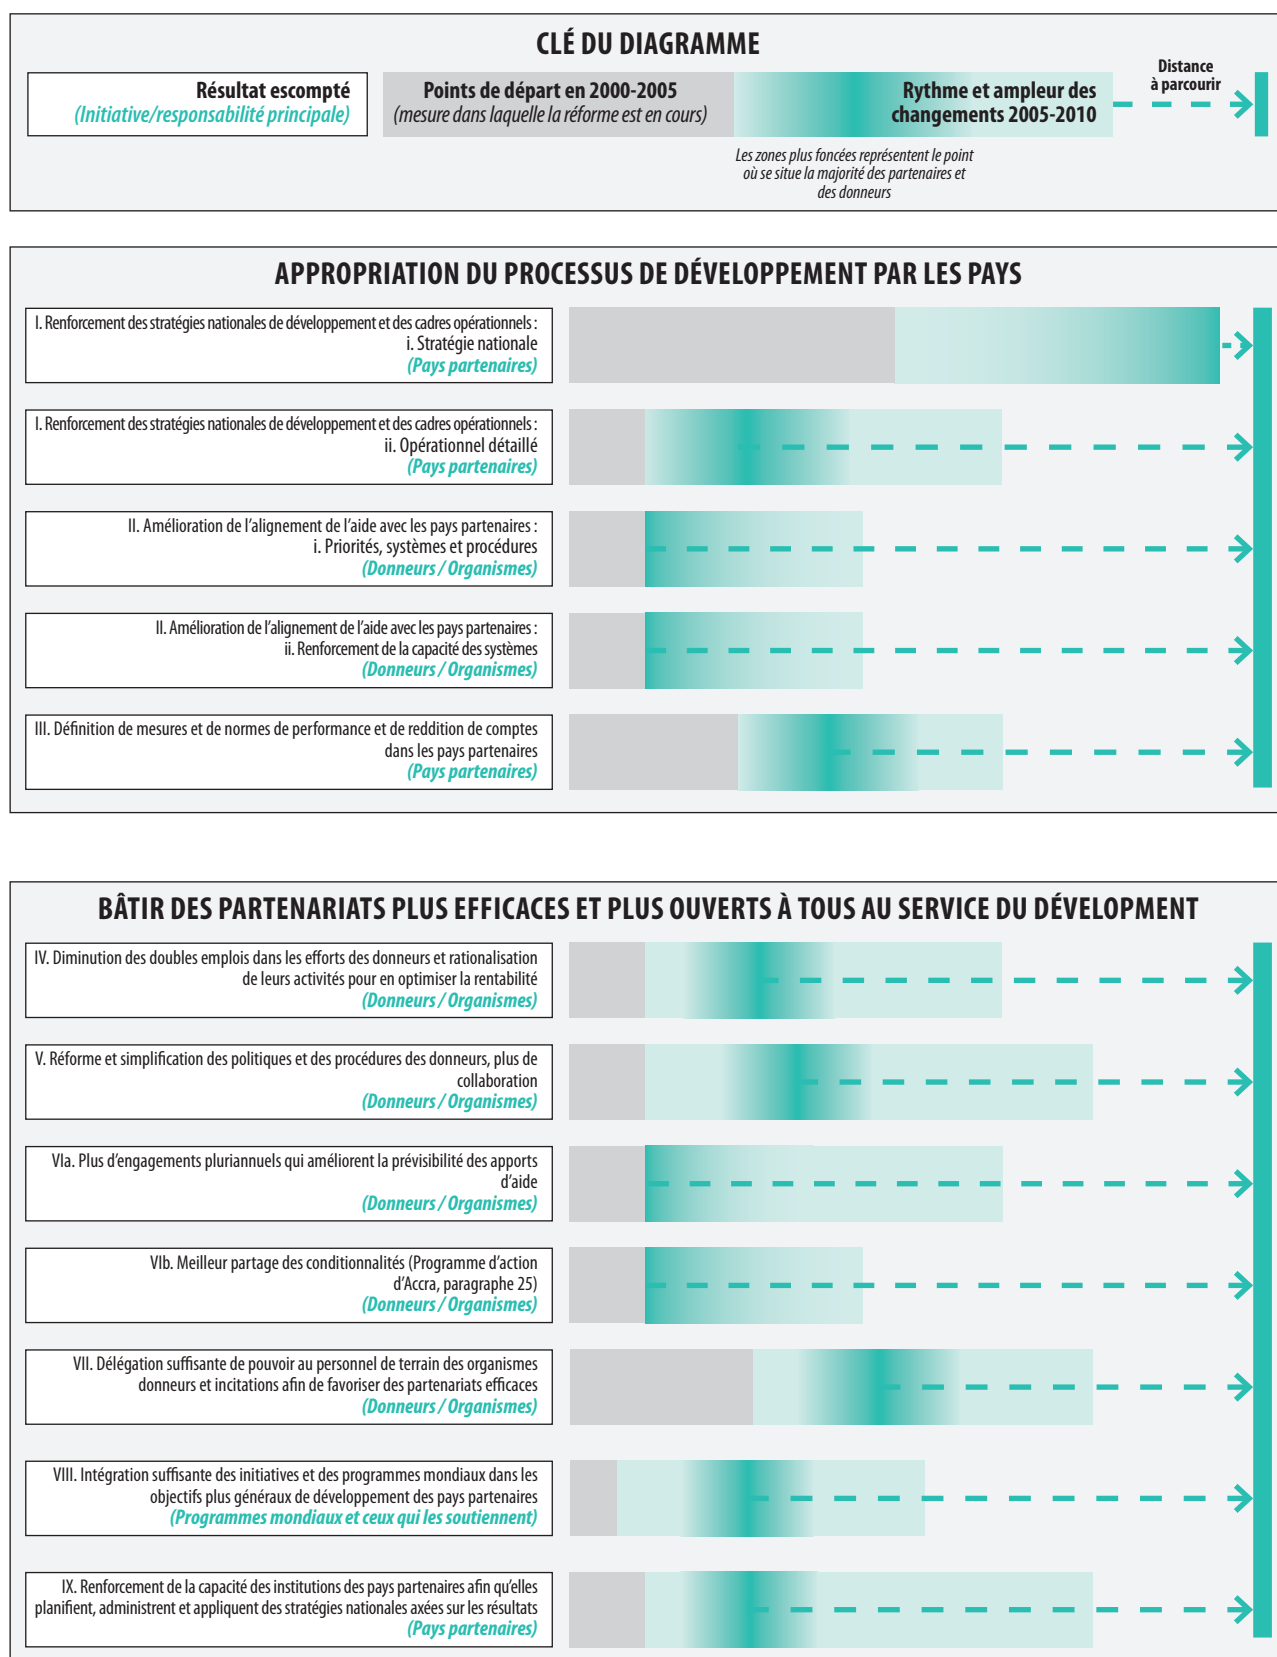 CLÉ DU DIAGRAMME
Résultat escompté
(Initiative/responsabilité principale)
Points de départ en 2000-2005
(mesure dans laquelle la réforme est en cours)
Rythme et ampleur des
changements 2005-2010
Distance
à parcourir
Les zones plus foncées représentent le point
où se situe la majorité des partenaires et
des donneurs
APPROPRIATION DU PROCESSUS DE DÉVELOPPEMENT PAR LES PAYS
I. Renforcement des stratégies nationales de développement et des cadres opérationnels :
i. Stratégie nationale
(Pays partenaires)
I. Renforcement des stratégies nationales de développement et des cadres opérationnels :
ii. Opérationnel détaillé
(Pays partenaires)
II. Amélioration de l'alignement de l'aide avec les pays partenaires :
i. Priorités, systèmes et procédures
(Donneurs / Organismes)
II. Amélioration de l'alignement de l'aide avec les pays partenaires :
ii. Renforcement de la capacité des systèmes
(Donneurs / Organismes)
III. Définition de mesures et de normes de performance et de reddition de comptes
dans les pays partenaires
(Pays partenaires)
BÂTIR DES PARTENARIATS PLUS EFFICACES ET PLUS OUVERTS À TOUS AU SERVICE DU DÉVELOPMENT
IV. Diminution des doubles emplois dans les efforts des donneurs et rationalisation
de leurs activités pour en optimiser la rentabilité
(Donneurs / Organismes)
V. Réforme et simplification des politiques et des procédures des donneurs, plus de
collaboration
(Donneurs / Organismes)
VIa. Plus d'engagements pluriannuels qui améliorent la prévisibilité des apports
d'aide
(Donneurs / Organismes)
VIb. Meilleur partage des conditionnalités (Programme d'action
d'Accra, paragraphe 25)
(Donneurs / Organismes)
VII. Délégation suffisante de pouvoir au personnel de terrain des organismes
donneurs et incitations afin de favoriser des partenariats efficaces
(Donneurs / Organismes)
VIII. Intégration suffisante des initiatives et des programmes mondiaux dans les
objectifs plus généraux de développement des pays partenaires
(Programmes mondiaux et ceux qui les soutiennent)
IX. Renforcement de la capacité des institutions des pays partenaires afin qu'elles
planifient, administrent et appliquent des stratégies nationales axées sur les résultats
(Pays partenaires)